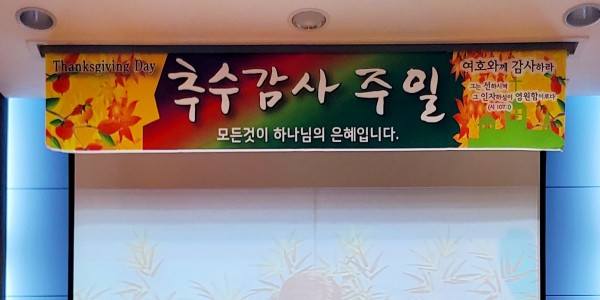 Thanksgiving Day
추수감사 주일
모든것이 하나님의 은혜입니다.
여호와께 감사하라
그는 선하시며
그 인자하심이 영원함이로다
(시 107:1)